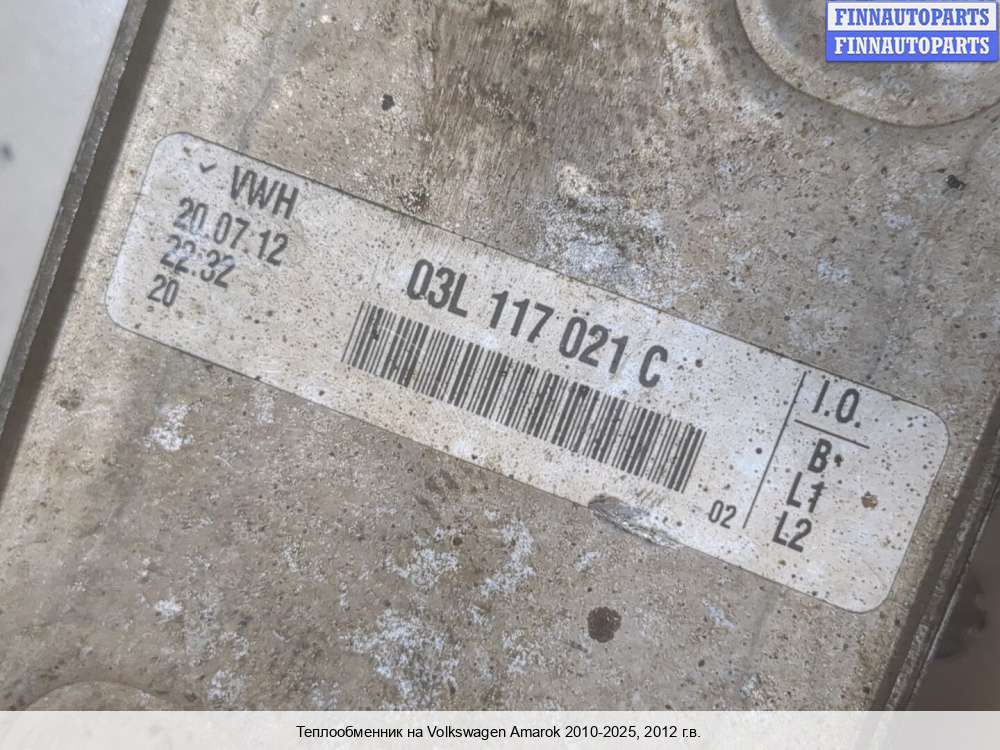 FINNAUTOPARTS
FINNAUTOPARTS
VWH
20.07.12
22:32
20
03L 117 021 C
02
I.O.
B
L1
L2
Теплообменник на Volkswagen Amarok 2010-2025, 2012 г.в.